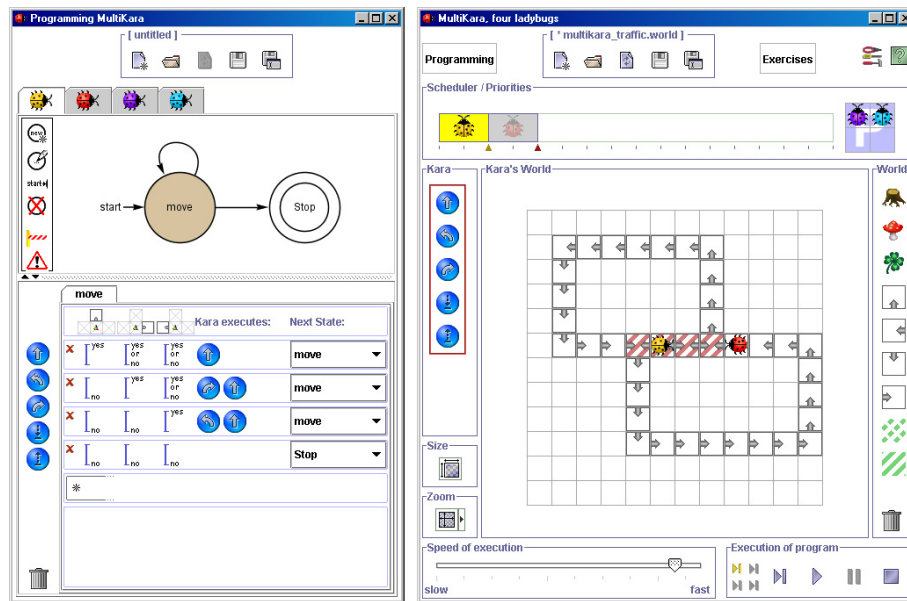 Programming MultiKara
[ untitled ]
new
start
start
move
Stop
move
Kara executes:
Next State:
yes
yes or no
yes or no
move
no
yes
yes or no
move
no
no
yes
move
no
no
no
Stop
MultiKara, four ladybugs
[ * multikara_traffic.world ]
Programming
Exercises
Scheduler / Priorities
P
Kara
Kara's World
World
Size
Zoom
Speed of execution
slow
fast
Execution of program